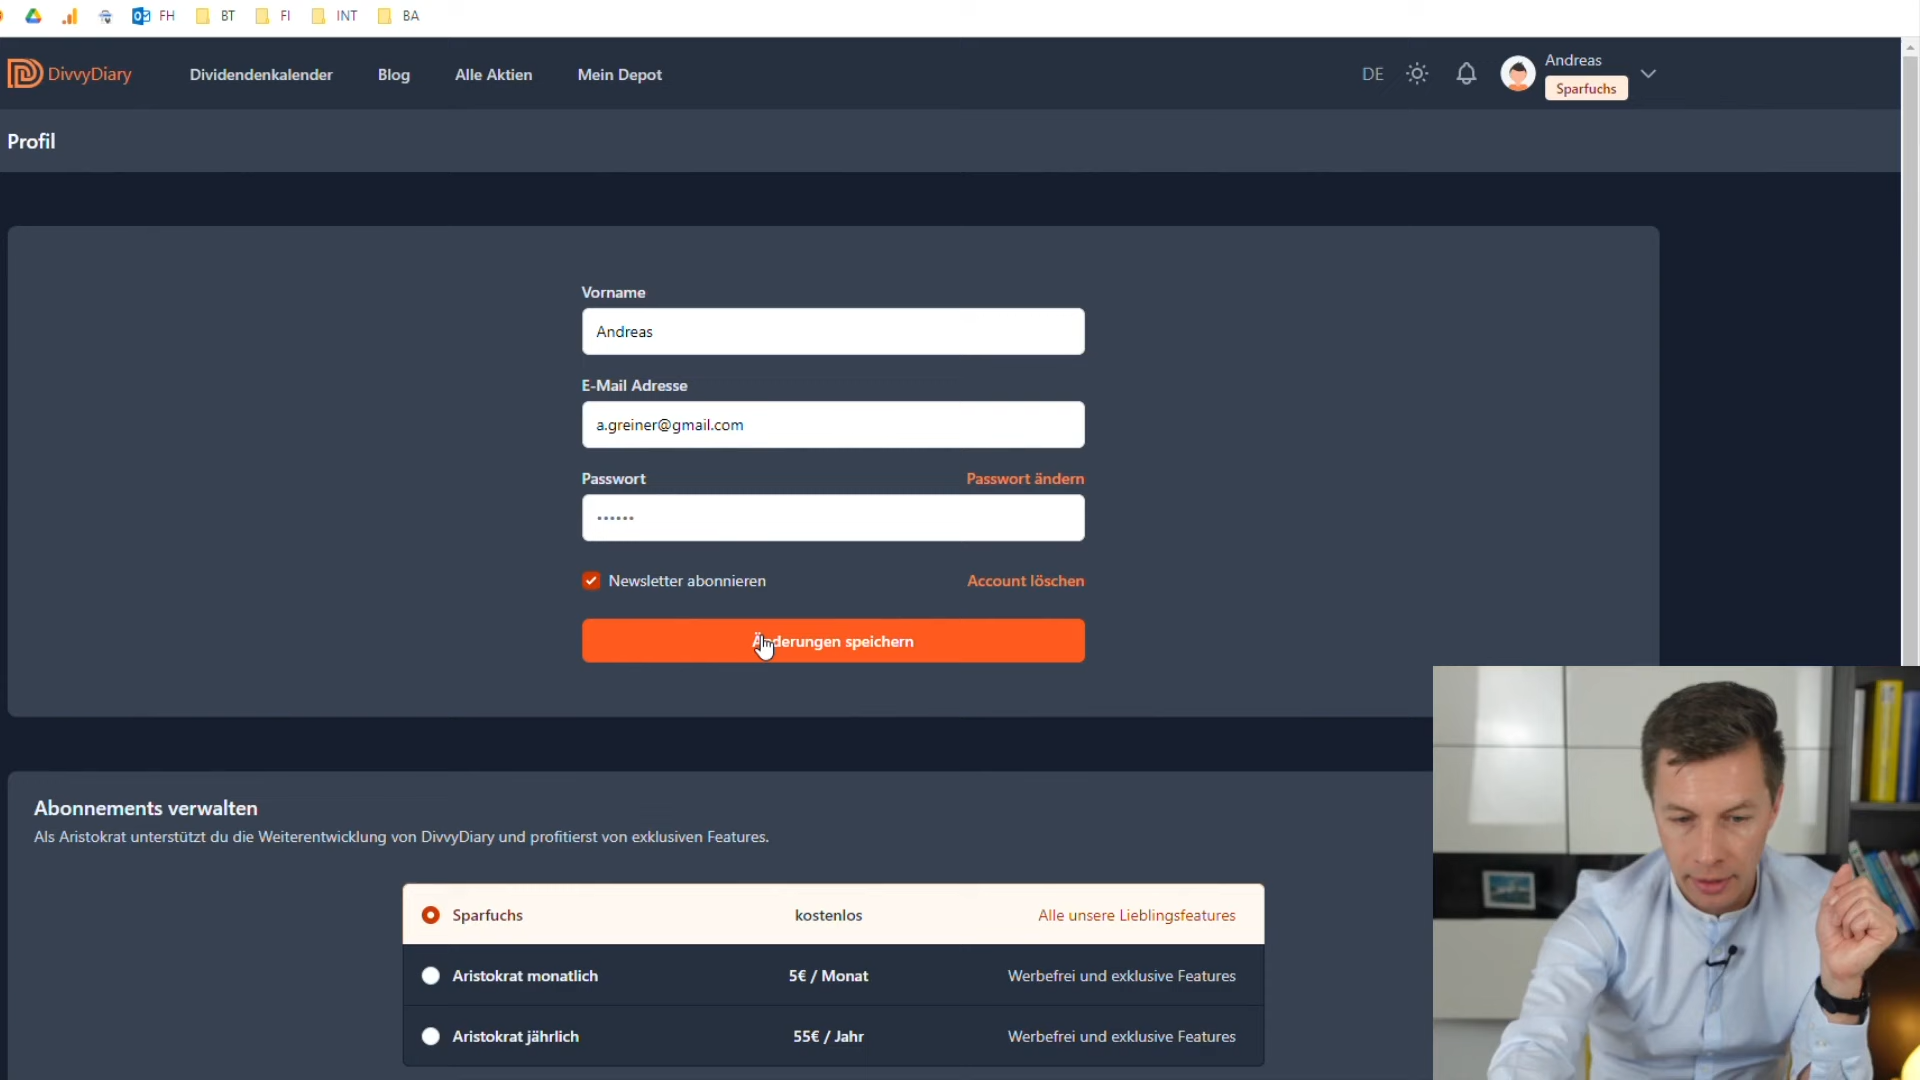 FH BT FI INT BA
DivvyDiary Dividendenkalender Blog Alle Aktien Mein Depot DE Andreas
Sparfuchs
Profil
Vorname
Andreas
E-Mail Adresse
a.greiner@gmail.com
Passwort Passwort ändern
Newsletter abonnieren Account löschen
Änderungen speichern
Abonnements verwalten
Als Aristokrat unterstützt du die Weiterentwicklung von DivvyDiary und profitierst von exklusiven Features.
Sparfuchs kostenlos Alle unsere Lieblingsfeatures
Aristokrat monatlich 5€ / Monat Werbefrei und exklusive Features
Aristokrat jährlich 55€ / Jahr Werbefrei und exklusive Features